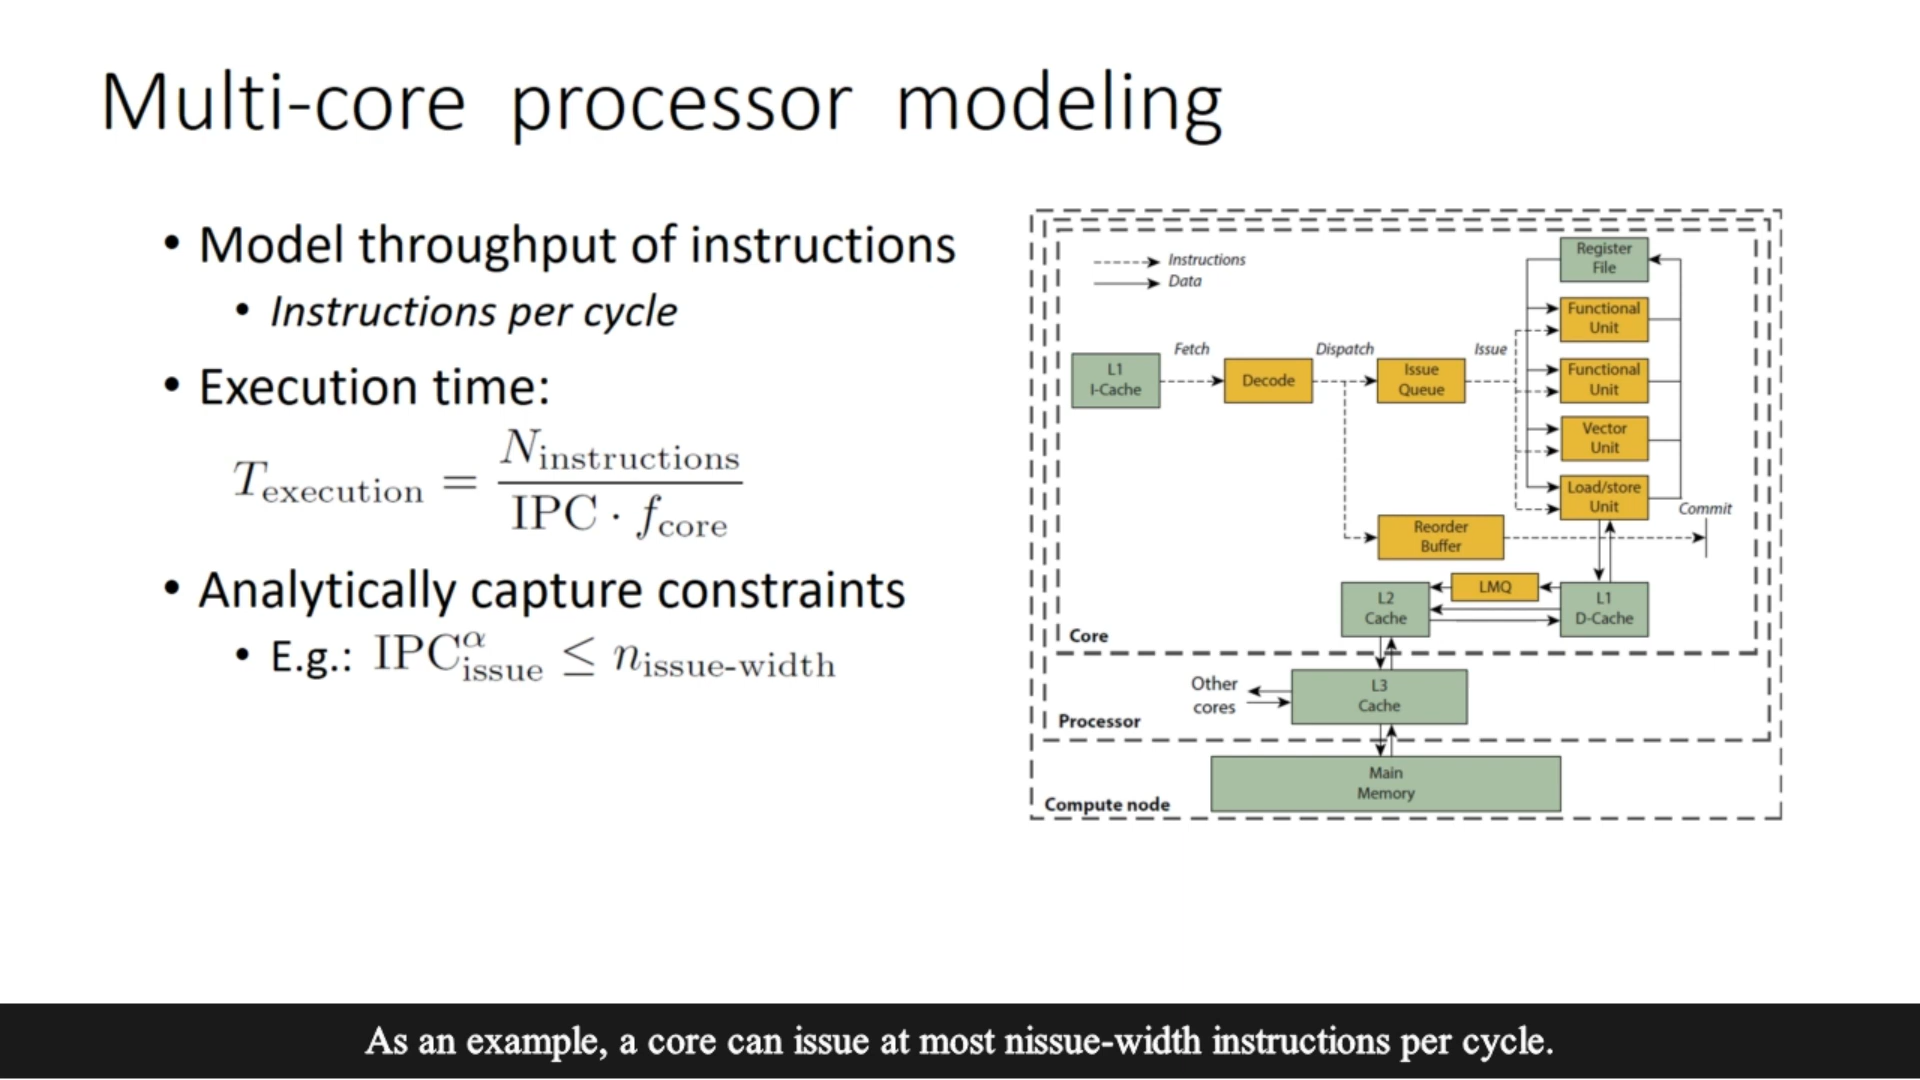 Multi-core processor modeling
• Model throughput of instructions
• Instructions per cycle
• Execution time:
T_execution = N_instructions / (IPC · f_core)
• Analytically capture constraints
• E.g.: IPC^α_issue ≤ n_issue-width
Instructions
Data
Register
File
Functional
Unit
Fetch
Dispatch
Issue
L1
I-Cache
Decode
Issue
Queue
Functional
Unit
Vector
Unit
Load/store
Unit
Commit
Reorder
Buffer
LMQ
L2
Cache
L1
D-Cache
Core
Other
cores
L3
Cache
Processor
Main
Memory
Compute node
As an example, a core can issue at most nissue-width instructions per cycle.